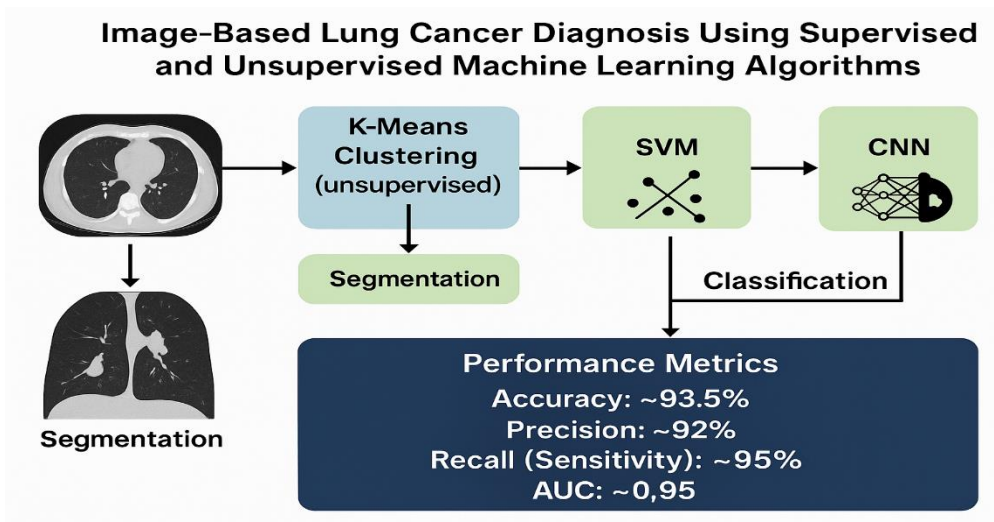 Image-Based Lung Cancer Diagnosis Using Supervised
and Unsupervised Machine Learning Algorithms
K-Means
Clustering
(unsupervised)
SVM
CNN
Segmentation
Classification
Segmentation
Performance Metrics
Accuracy: ~93.5%
Precision: ~92%
Recall (Sensitivity): ~95%
AUC: ~0,95